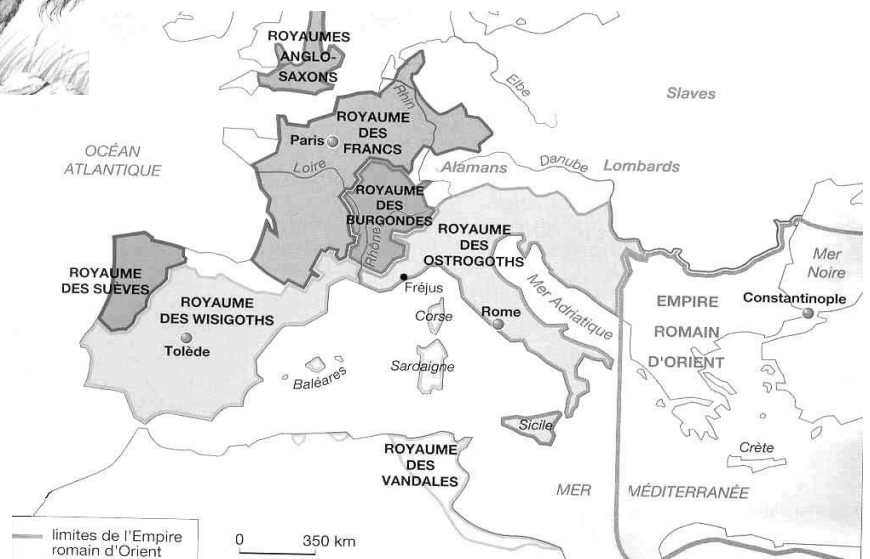 ROYAUMES
ANGLO-
SAXONS
Elbe
Slaves
Rhin
ROYAUME
DES
FRANCS
Paris
OCÉAN
ATLANTIQUE
Loire
Alamans
Danube
Lombards
ROYAUME
DES
BURGONDES
Rhône
ROYAUME
DES
OSTROGOTHS
Mer
Noire
ROYAUME
DES SUÈVES
Fréjus
Mer Adriatique
EMPIRE
ROMAIN
D'ORIENT
Constantinople
ROYAUME
DES WISIGOTHS
Corse
Rome
Tolède
Baléares
Sardaigne
Sicile
Crète
ROYAUME
DES
VANDALES
MER MÉDITERRANÉE
limites de l'Empire
romain d'Orient
0 350 km